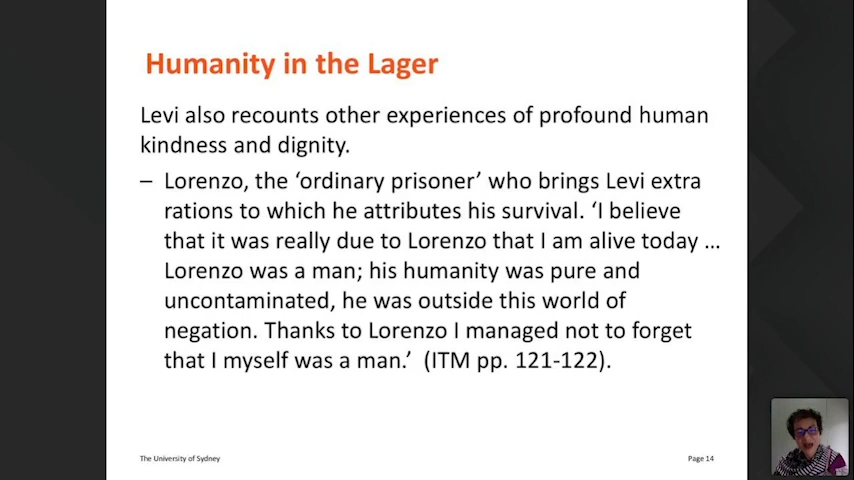 Humanity in the Lager
Levi also recounts other experiences of profound human
kindness and dignity.
– Lorenzo, the ‘ordinary prisoner’ who brings Levi extra
rations to which he attributes his survival. ‘I believe
that it was really due to Lorenzo that I am alive today ...
Lorenzo was a man; his humanity was pure and
uncontaminated, he was outside this world of
negation. Thanks to Lorenzo I managed not to forget
that I myself was a man.’ (ITM pp. 121-122).
The University of Sydney
Page 14